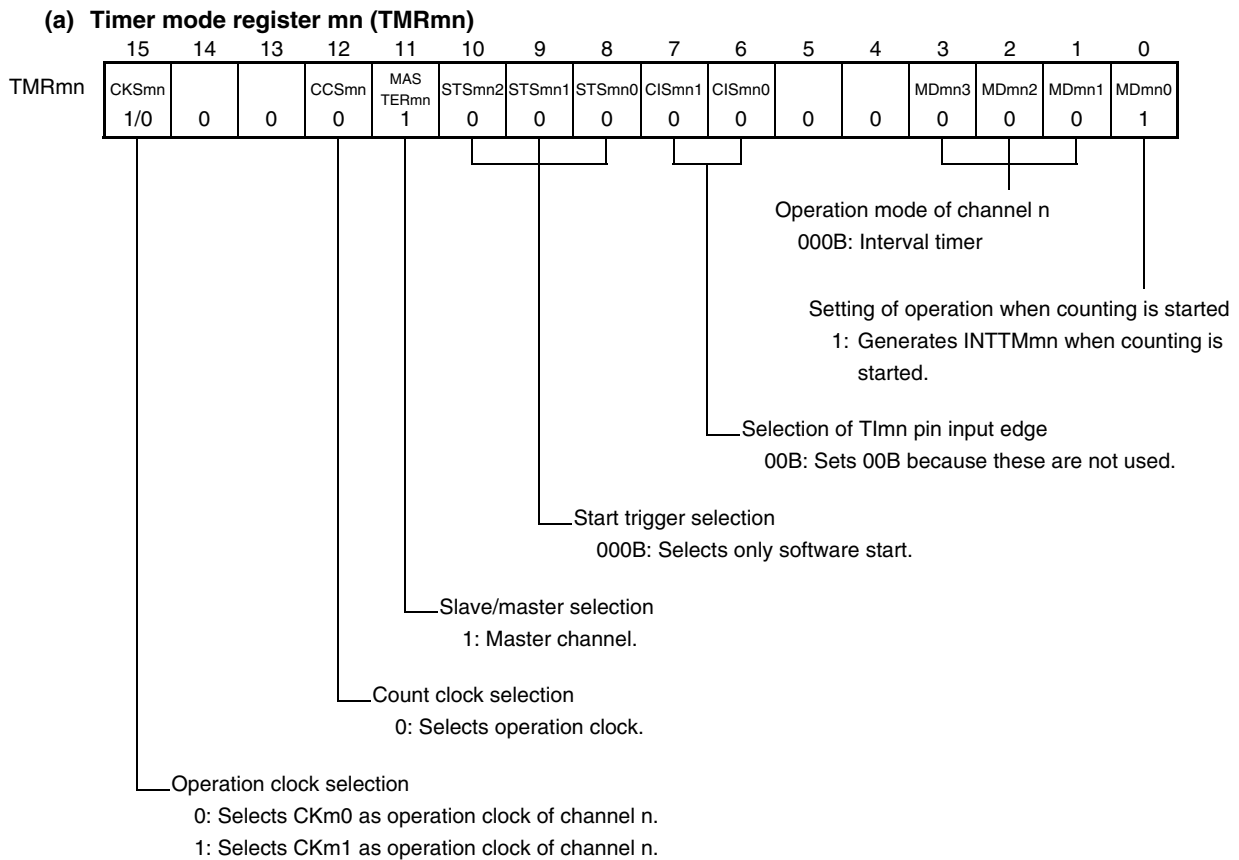 (a) Timer mode register mn (TMRmn)
15 14 13 12 11 10 9 8 7 6 5 4 3 2 1 0
TMRmn CKSmn CCSmn MAS TERmn STSmn2 STSmn1 STSmn0 CISmn1 CISmn0 MDmn3 MDmn2 MDmn1 MDmn0
1/0 0 0 0 1 0 0 0 0 0 0 0 0 0 0 1
Operation mode of channel n
000B: Interval timer
Setting of operation when counting is started
1: Generates INTTMmn when counting is
started.
Selection of TImn pin input edge
00B: Sets 00B because these are not used.
Start trigger selection
000B: Selects only software start.
Slave/master selection
1: Master channel.
Count clock selection
0: Selects operation clock.
Operation clock selection
0: Selects CKm0 as operation clock of channel n.
1: Selects CKm1 as operation clock of channel n.